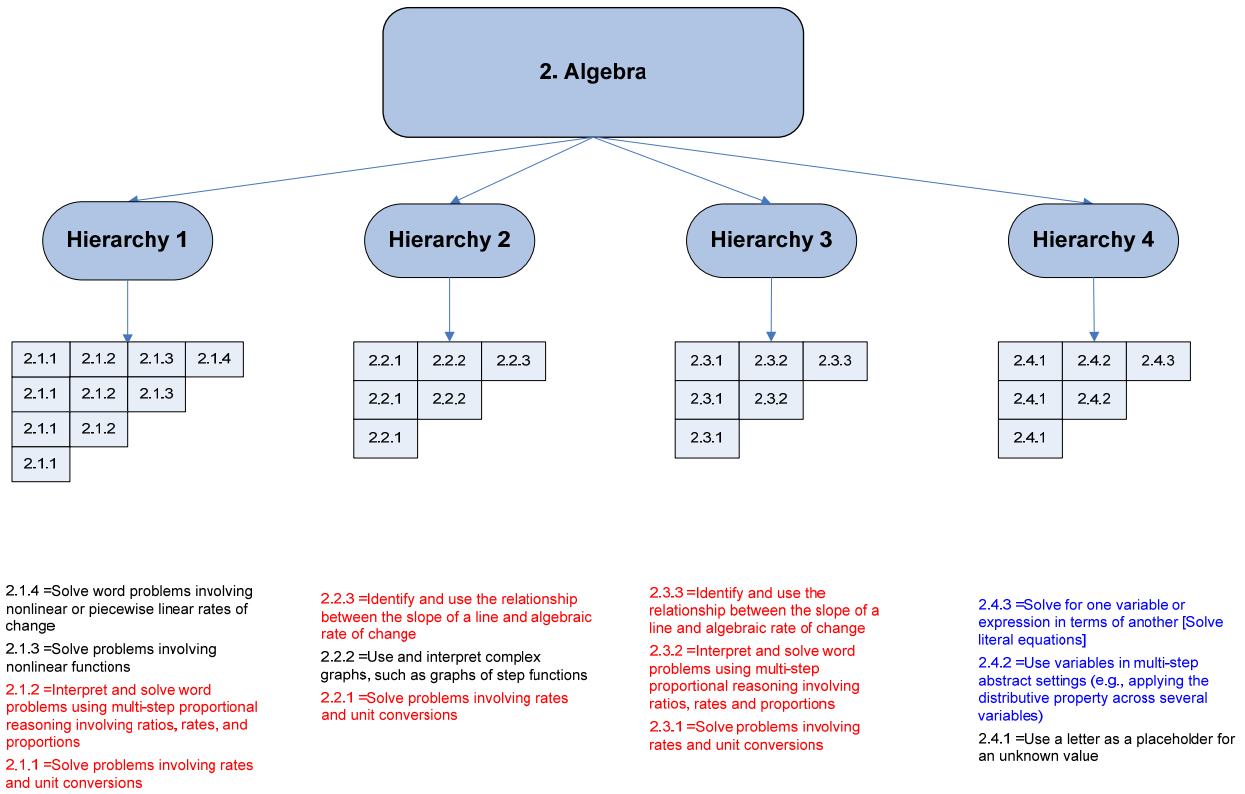 2. Algebra
Hierarchy 1
Hierarchy 2
Hierarchy 3
Hierarchy 4
2.1.1 2.1.2 2.1.3 2.1.4
2.1.1 2.1.2 2.1.3
2.1.1 2.1.2
2.1.1
2.2.1 2.2.2 2.2.3
2.2.1 2.2.2
2.2.1
2.3.1 2.3.2 2.3.3
2.3.1 2.3.2
2.3.1
2.4.1 2.4.2 2.4.3
2.4.1 2.4.2
2.4.1
2.1.4 =Solve word problems involving
nonlinear or piecewise linear rates of
change
2.1.3 =Solve problems involving
nonlinear functions
2.1.2 =Interpret and solve word
problems using multi-step proportional
reasoning involving ratios, rates, and
proportions
2.1.1 =Solve problems involving rates
and unit conversions
2.2.3 =Identify and use the relationship
between the slope of a line and algebraic
rate of change
2.2.2 =Use and interpret complex
graphs, such as graphs of step functions
2.2.1 =Solve problems involving rates
and unit conversions
2.3.3 =Identify and use the
relationship between the slope of a
line and algebraic rate of change
2.3.2 =Interpret and solve word
problems using multi-step
proportional reasoning involving
ratios, rates and proportions
2.3.1 =Solve problems involving
rates and unit conversions
2.4.3 =Solve for one variable or
expression in terms of another [Solve
literal equations]
2.4.2 =Use variables in multi-step
abstract settings (e.g., applying the
distributive property across several
variables)
2.4.1 =Use a letter as a placeholder for
an unknown value